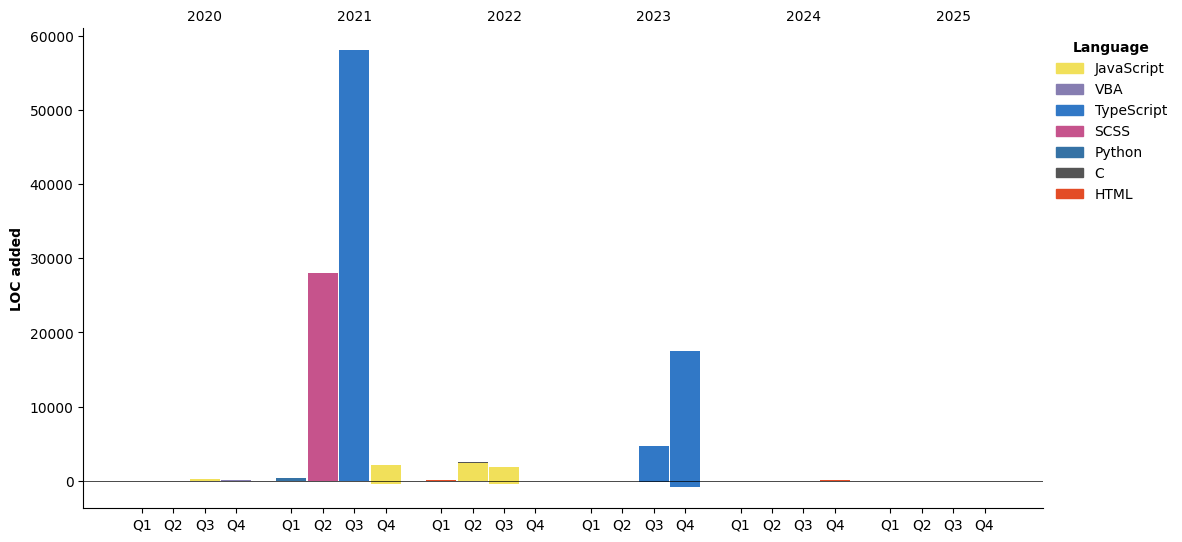 2020 2021 2022 2023 2024 2025
60000
50000
40000
30000
20000
10000
0
LOC added
Q1 Q2 Q3 Q4 Q1 Q2 Q3 Q4 Q1 Q2 Q3 Q4 Q1 Q2 Q3 Q4 Q1 Q2 Q3 Q4 Q1 Q2 Q3 Q4
Language
JavaScript
VBA
TypeScript
SCSS
Python
C
HTML